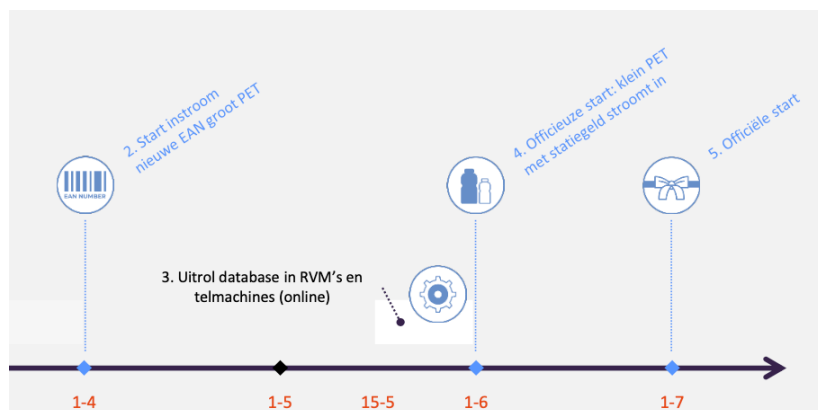 2. Start instroom
nieuwe EAN groot PET
EAN NUMBER
4. Officieuze start: klein PET
met statiegeld stroomt in
5. Officiële start
3. Uitrol database in RVM's en
telmachines (online)
1-4
1-5
15-5
1-6
1-7